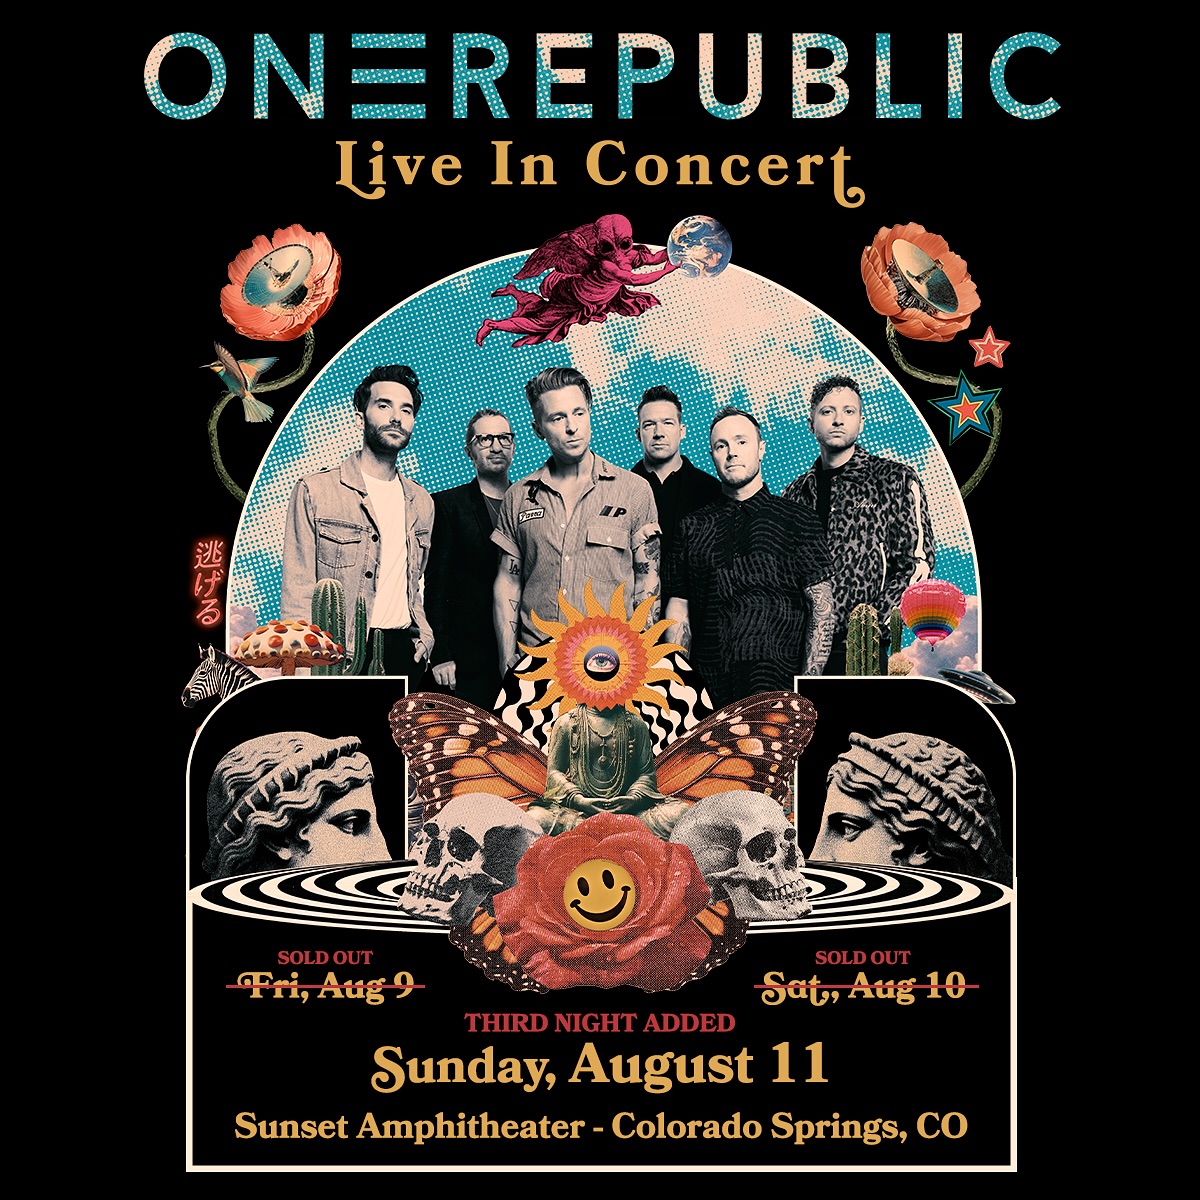 ONEREPUBLIC
Live In Concert
逃げる
SOLD OUT
Fri, Aug 9
SOLD OUT
Sat., Aug 10
THIRD NIGHT ADDED
Sunday, August 11
Sunset Amphitheater - Colorado Springs, CO